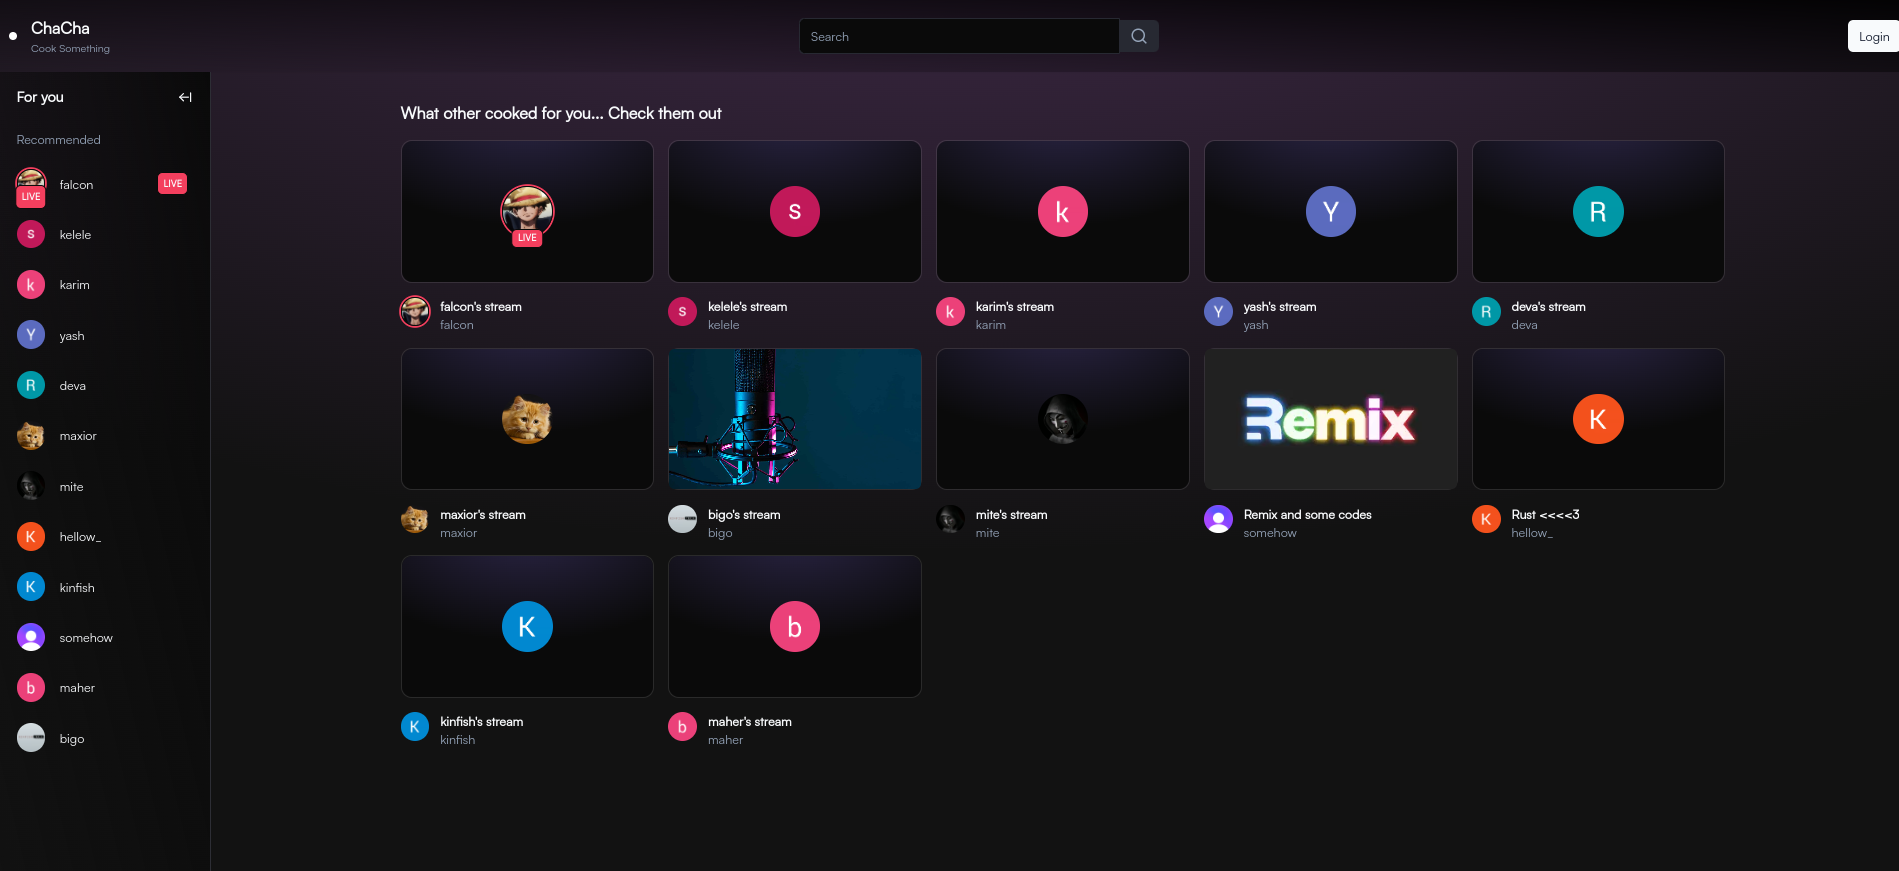 ChaCha
Cook Something
Search
Login
For you
Recommended
falcon
LIVE
LIVE
S
kelele
k
karim
Y
yash
R
deva
maxior
mite
K
hellow_
K
kinfish
somehow
b
maher
bigo
What other cooked for you... Check them out
LIVE
S
k
Y
R
falcon's stream
falcon
S
kelele's stream
kelele
k
karim's stream
karim
Y
yash's stream
yash
R
deva's stream
deva
Remix
K
maxior's stream
maxior
bigo's stream
bigo
mite's stream
mite
Remix and some codes
somehow
K
Rust <<<<3
hellow_
K
b
K
kinfish's stream
kinfish
b
maher's stream
maher